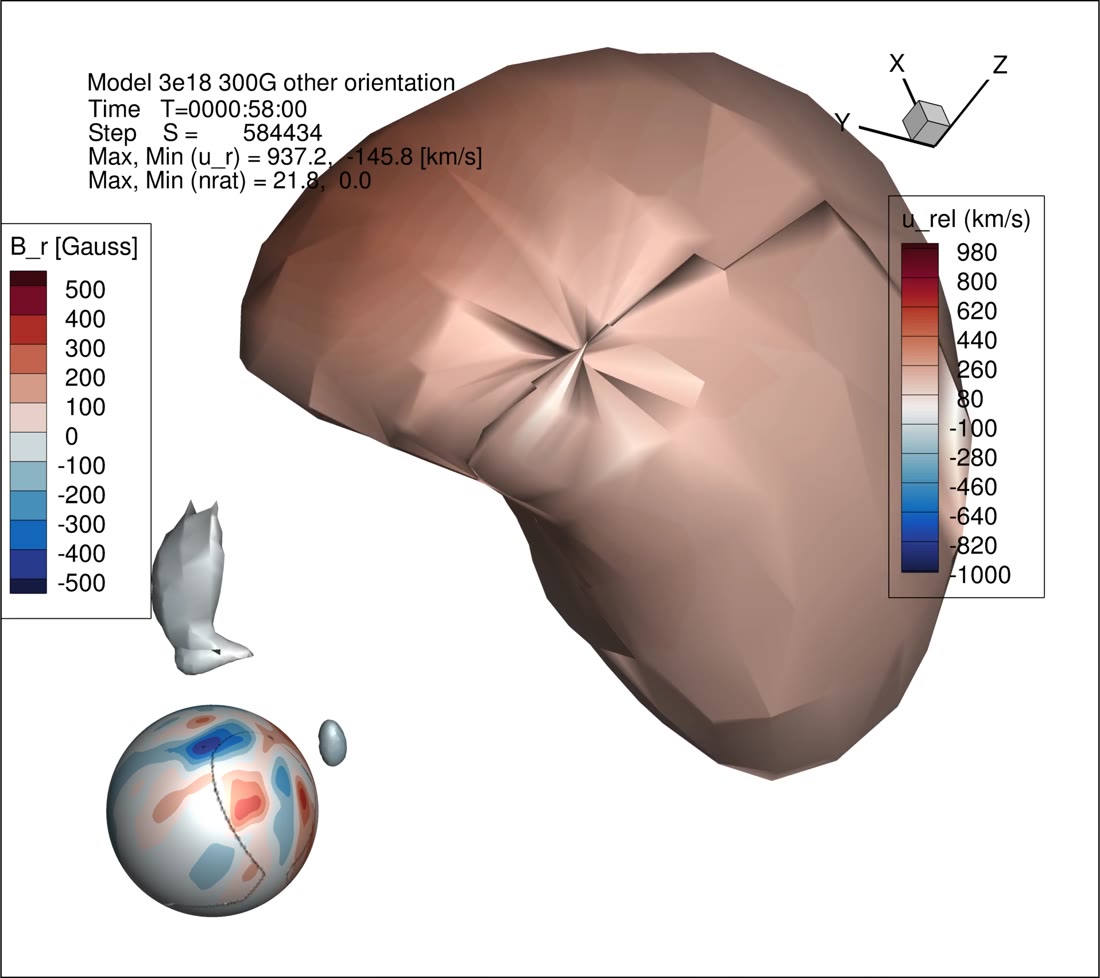 Model 3e18 300G other orientation
Time T=0000:58:00
Step S = 584434
Max, Min (u_r) = 937.2, -145.8 [km/s]
Max, Min (nrat) = 21.8, 0.0
X
Z
Y
B_r [Gauss]
500
400
300
200
100
0
-100
-200
-300
-400
-500
u_rel (km/s)
980
800
620
440
260
80
-100
-280
-460
-640
-820
-1000